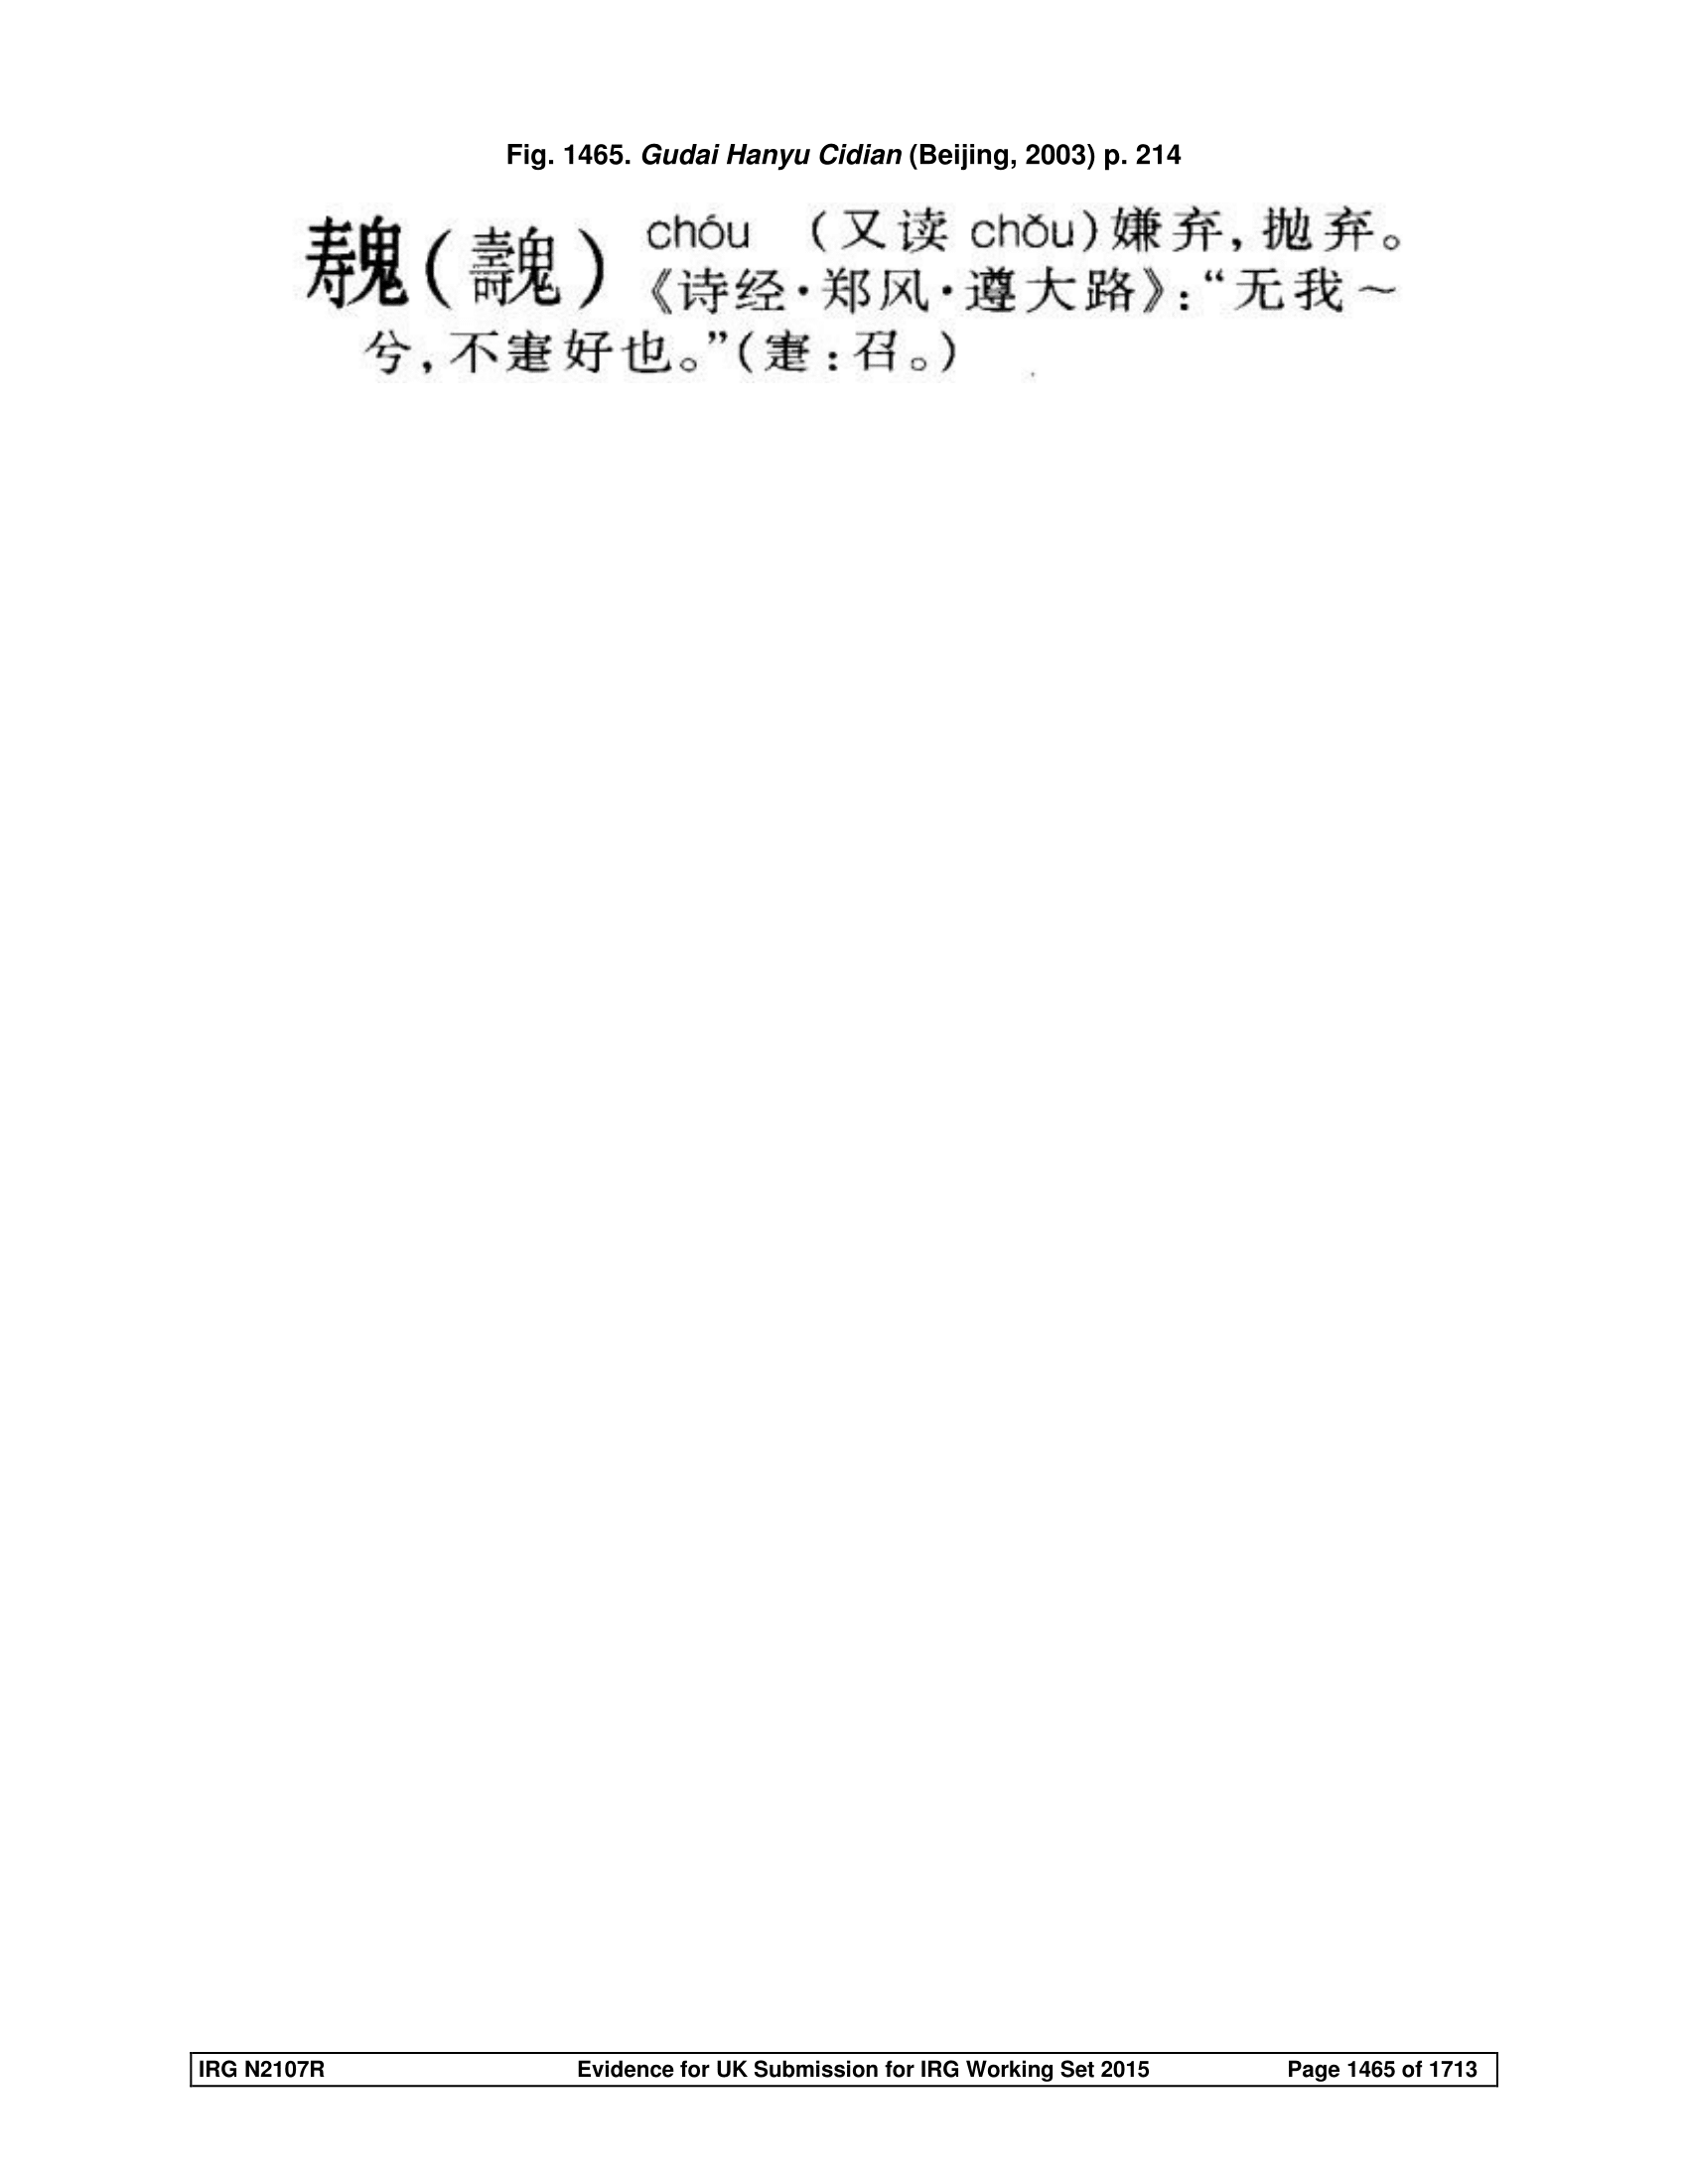 Fig. 1465. Gudai Hanyu Cidian (Beijing, 2003) p. 214
⿰寿鬼(魗) chóu (又读 chǒu)嫌弃,抛弃。
《诗经·郑风·遵大路》:“无我~
兮,不寁好也。”(寁:召。)
IRG N2107R Evidence for UK Submission for IRG Working Set 2015 Page 1465 of 1713